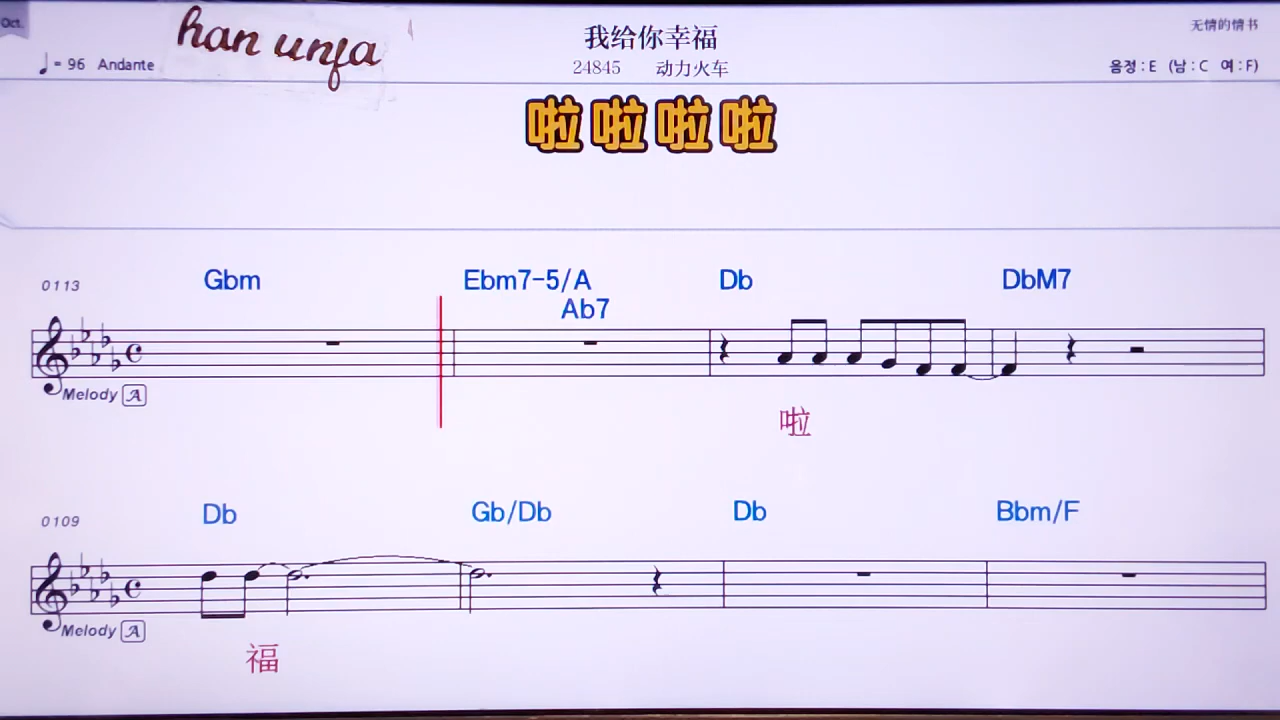 Oct.
han unfa
我给你幸福
无情的情书
♩= 96 Andante
24845 动力火车
음정 : E (남 : C 여 : F)
啦啦啦啦
0113 Gbm Ebm7-5/A Db DbM7
Ab7
Melody A
啦
0109 Db Gb/Db Db Bbm/F
Melody A
福